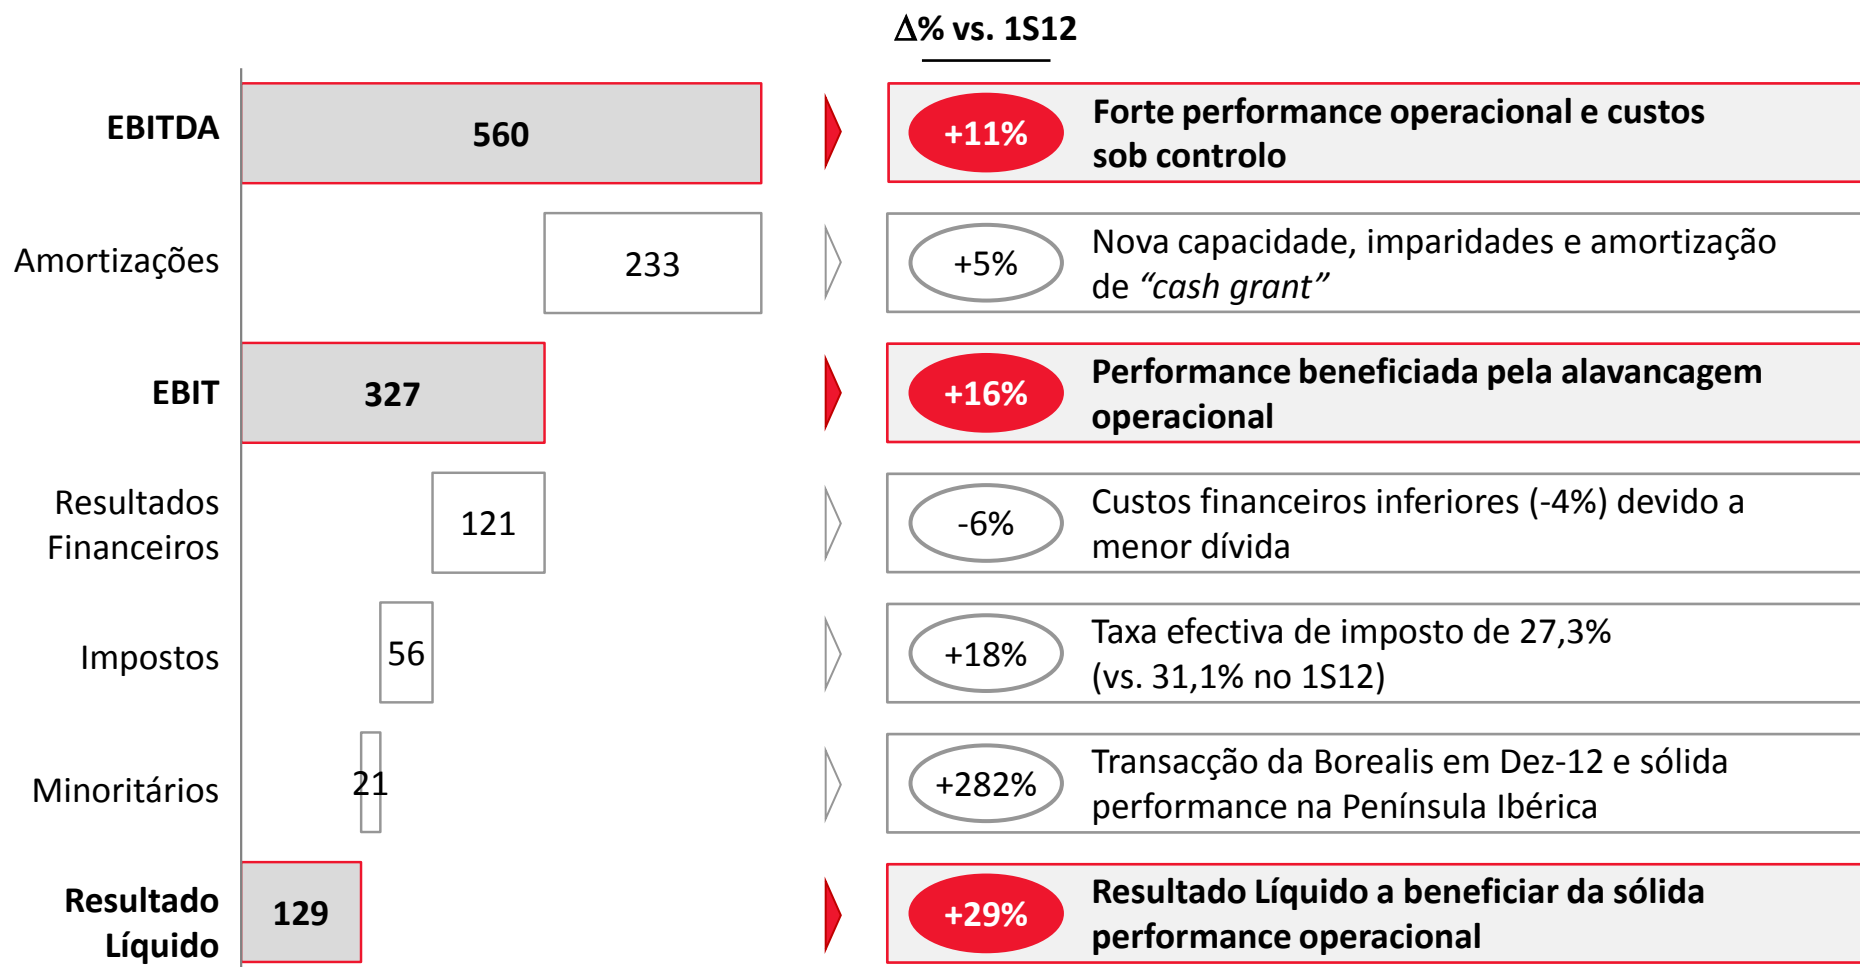 Δ% vs. 1S12
EBITDA
560
+11%
Forte performance operacional e custos
sob controlo
Amortizações
233
+5%
Nova capacidade, imparidades e amortização
de “cash grant”
EBIT
327
+16%
Performance beneficiada pela alavancagem
operacional
Resultados
Financeiros
121
-6%
Custos financeiros inferiores (-4%) devido a
menor dívida
Impostos
56
+18%
Taxa efectiva de imposto de 27,3%
(vs. 31,1% no 1S12)
Minoritários
21
+282%
Transacção da Borealis em Dez-12 e sólida
performance na Península Ibérica
Resultado
Líquido
129
+29%
Resultado Líquido a beneficiar da sólida
performance operacional